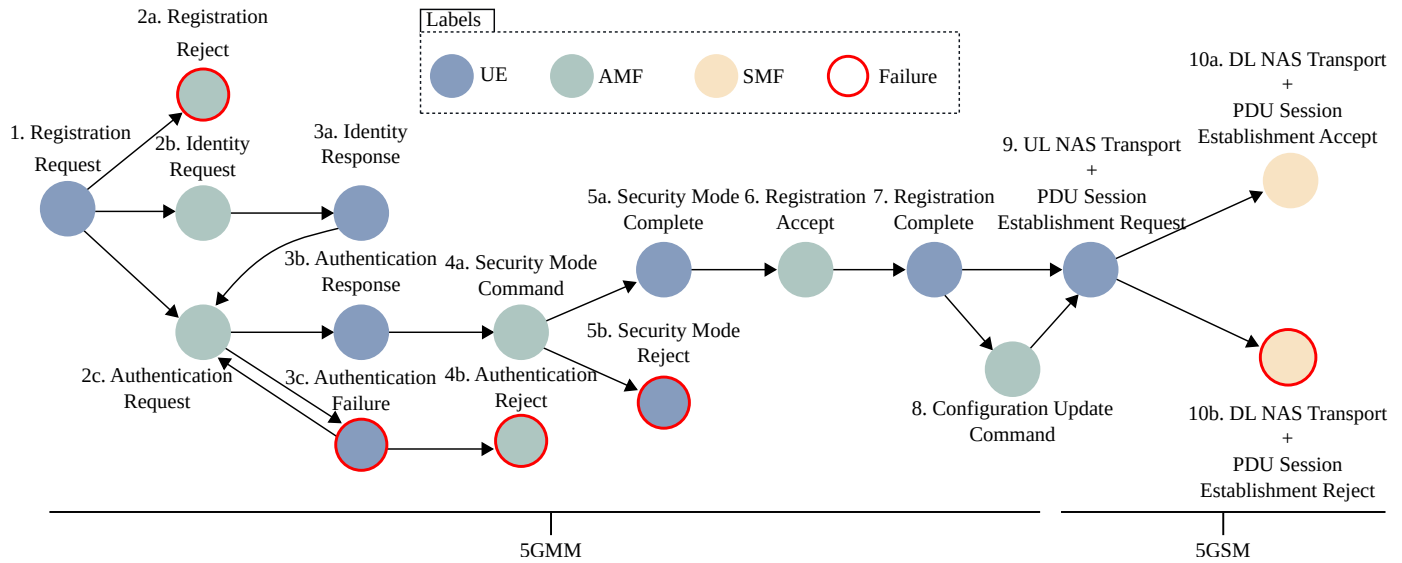 2a. Registration
Reject
Labels
UE
AMF
SMF
Failure
10a. DL NAS Transport
+
PDU Session
Establishment Accept
1. Registration
Request
2b. Identity
Request
3a. Identity
Response
9. UL NAS Transport
+
PDU Session
Establishment Request
5a. Security Mode
Complete
6. Registration
Accept
7. Registration
Complete
3b. Authentication
Response
4a. Security Mode
Command
5b. Security Mode
Reject
2c. Authentication
Request
3c. Authentication
Failure
4b. Authentication
Reject
8. Configuration Update
Command
10b. DL NAS Transport
+
PDU Session
Establishment Reject
5GMM
5GSM